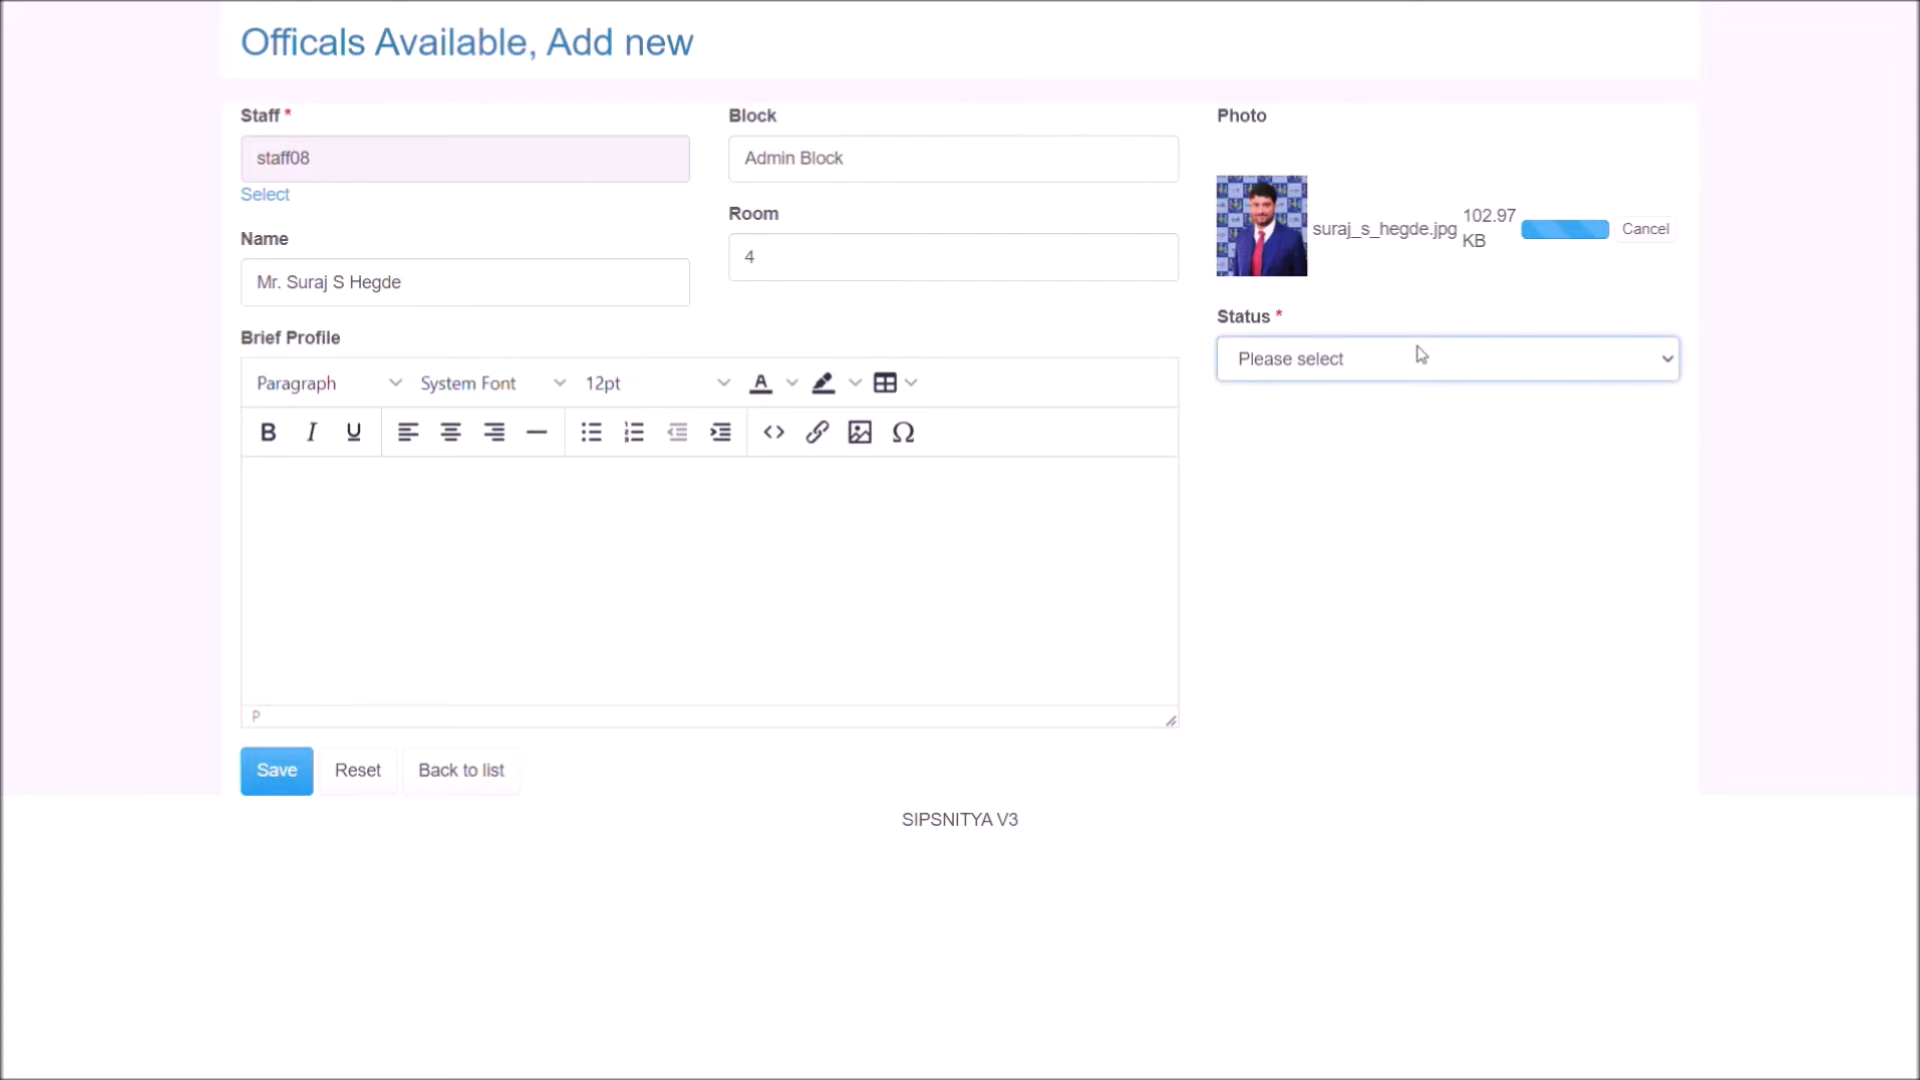 Officals Available, Add new
Staff *
staff08
Select
Name
Mr. Suraj S Hegde
Block
Admin Block
Room
4
Photo
suraj_s_hegde.jpg
102.97
KB
Cancel
Status *
Please select
Brief Profile
Paragraph
System Font
12pt
A
B
I
U
Ω
P
Save
Reset
Back to list
SIPSNITYA V3